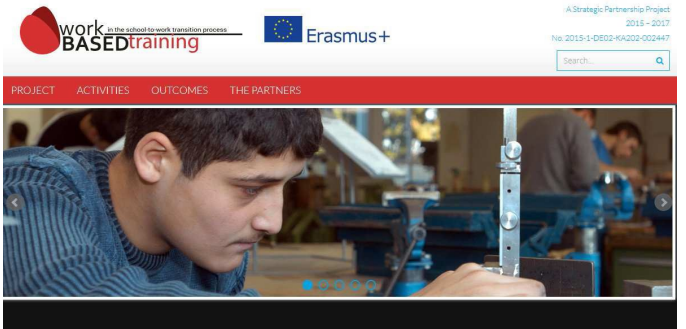 work in the school-to-work transition process
BASEDtraining
Erasmus+
A Strategic Partnership Project
2015 – 2017
No: 2015-1-DE02-KA202-002447
Search...
PROJECT ACTIVITIES OUTCOMES THE PARTNERS